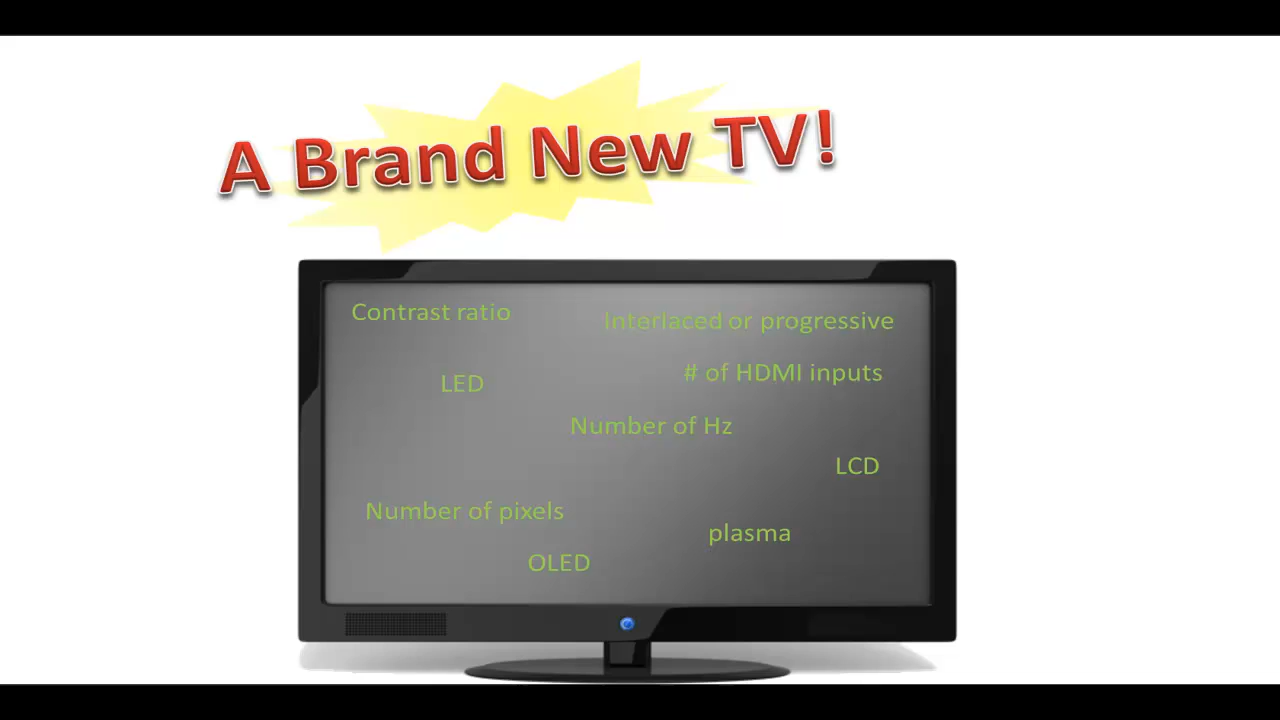 A Brand New TV!
Contrast ratio
Interlaced or progressive
# of HDMI inputs
LED
Number of Hz
LCD
Number of pixels
plasma
OLED